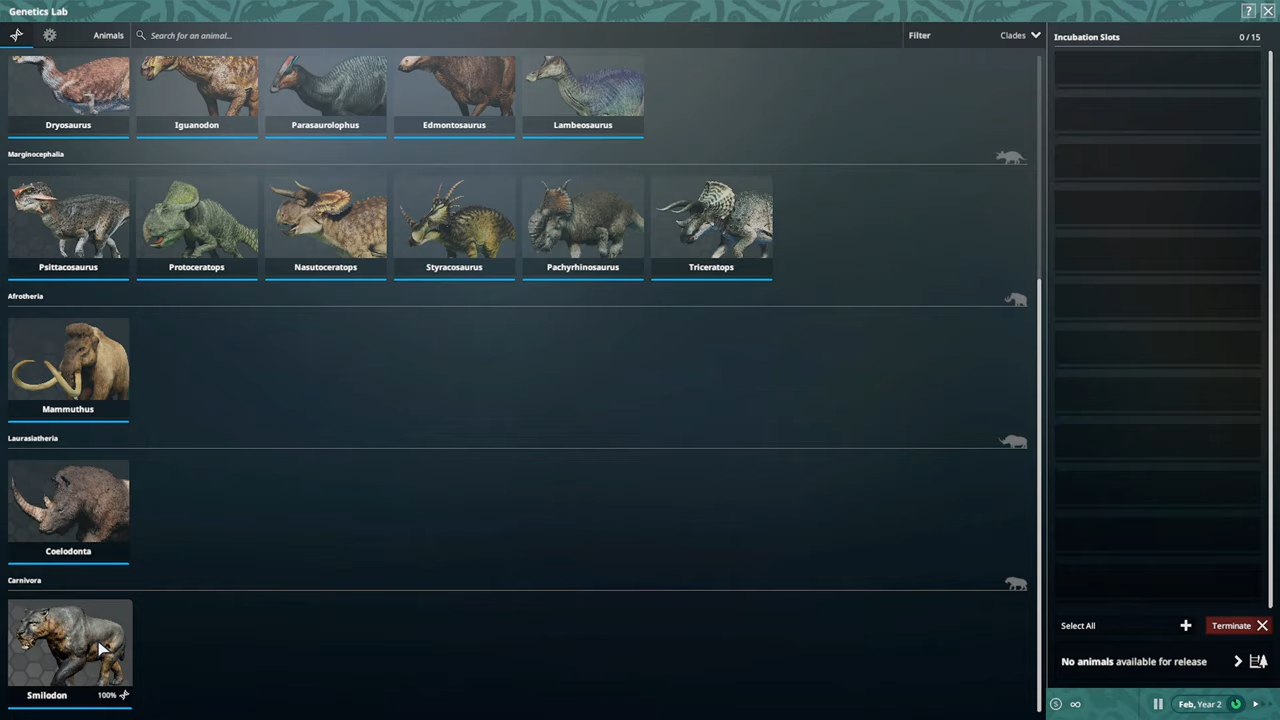 Genetics Lab
?
Animals
Search for an animal...
Filter
Clades
Incubation Slots
0 / 15
Dryosaurus
Iguanodon
Parasaurolophus
Edmontosaurus
Lambeosaurus
Marginocephalia
Psittacosaurus
Protoceratops
Nasutoceratops
Styracosaurus
Pachyrhinosaurus
Triceratops
Afrotheria
Mammuthus
Laurasiatheria
Coelodonta
Carnivora
Smilodon
100%
Select All
Terminate
No animals available for release
Feb, Year 2